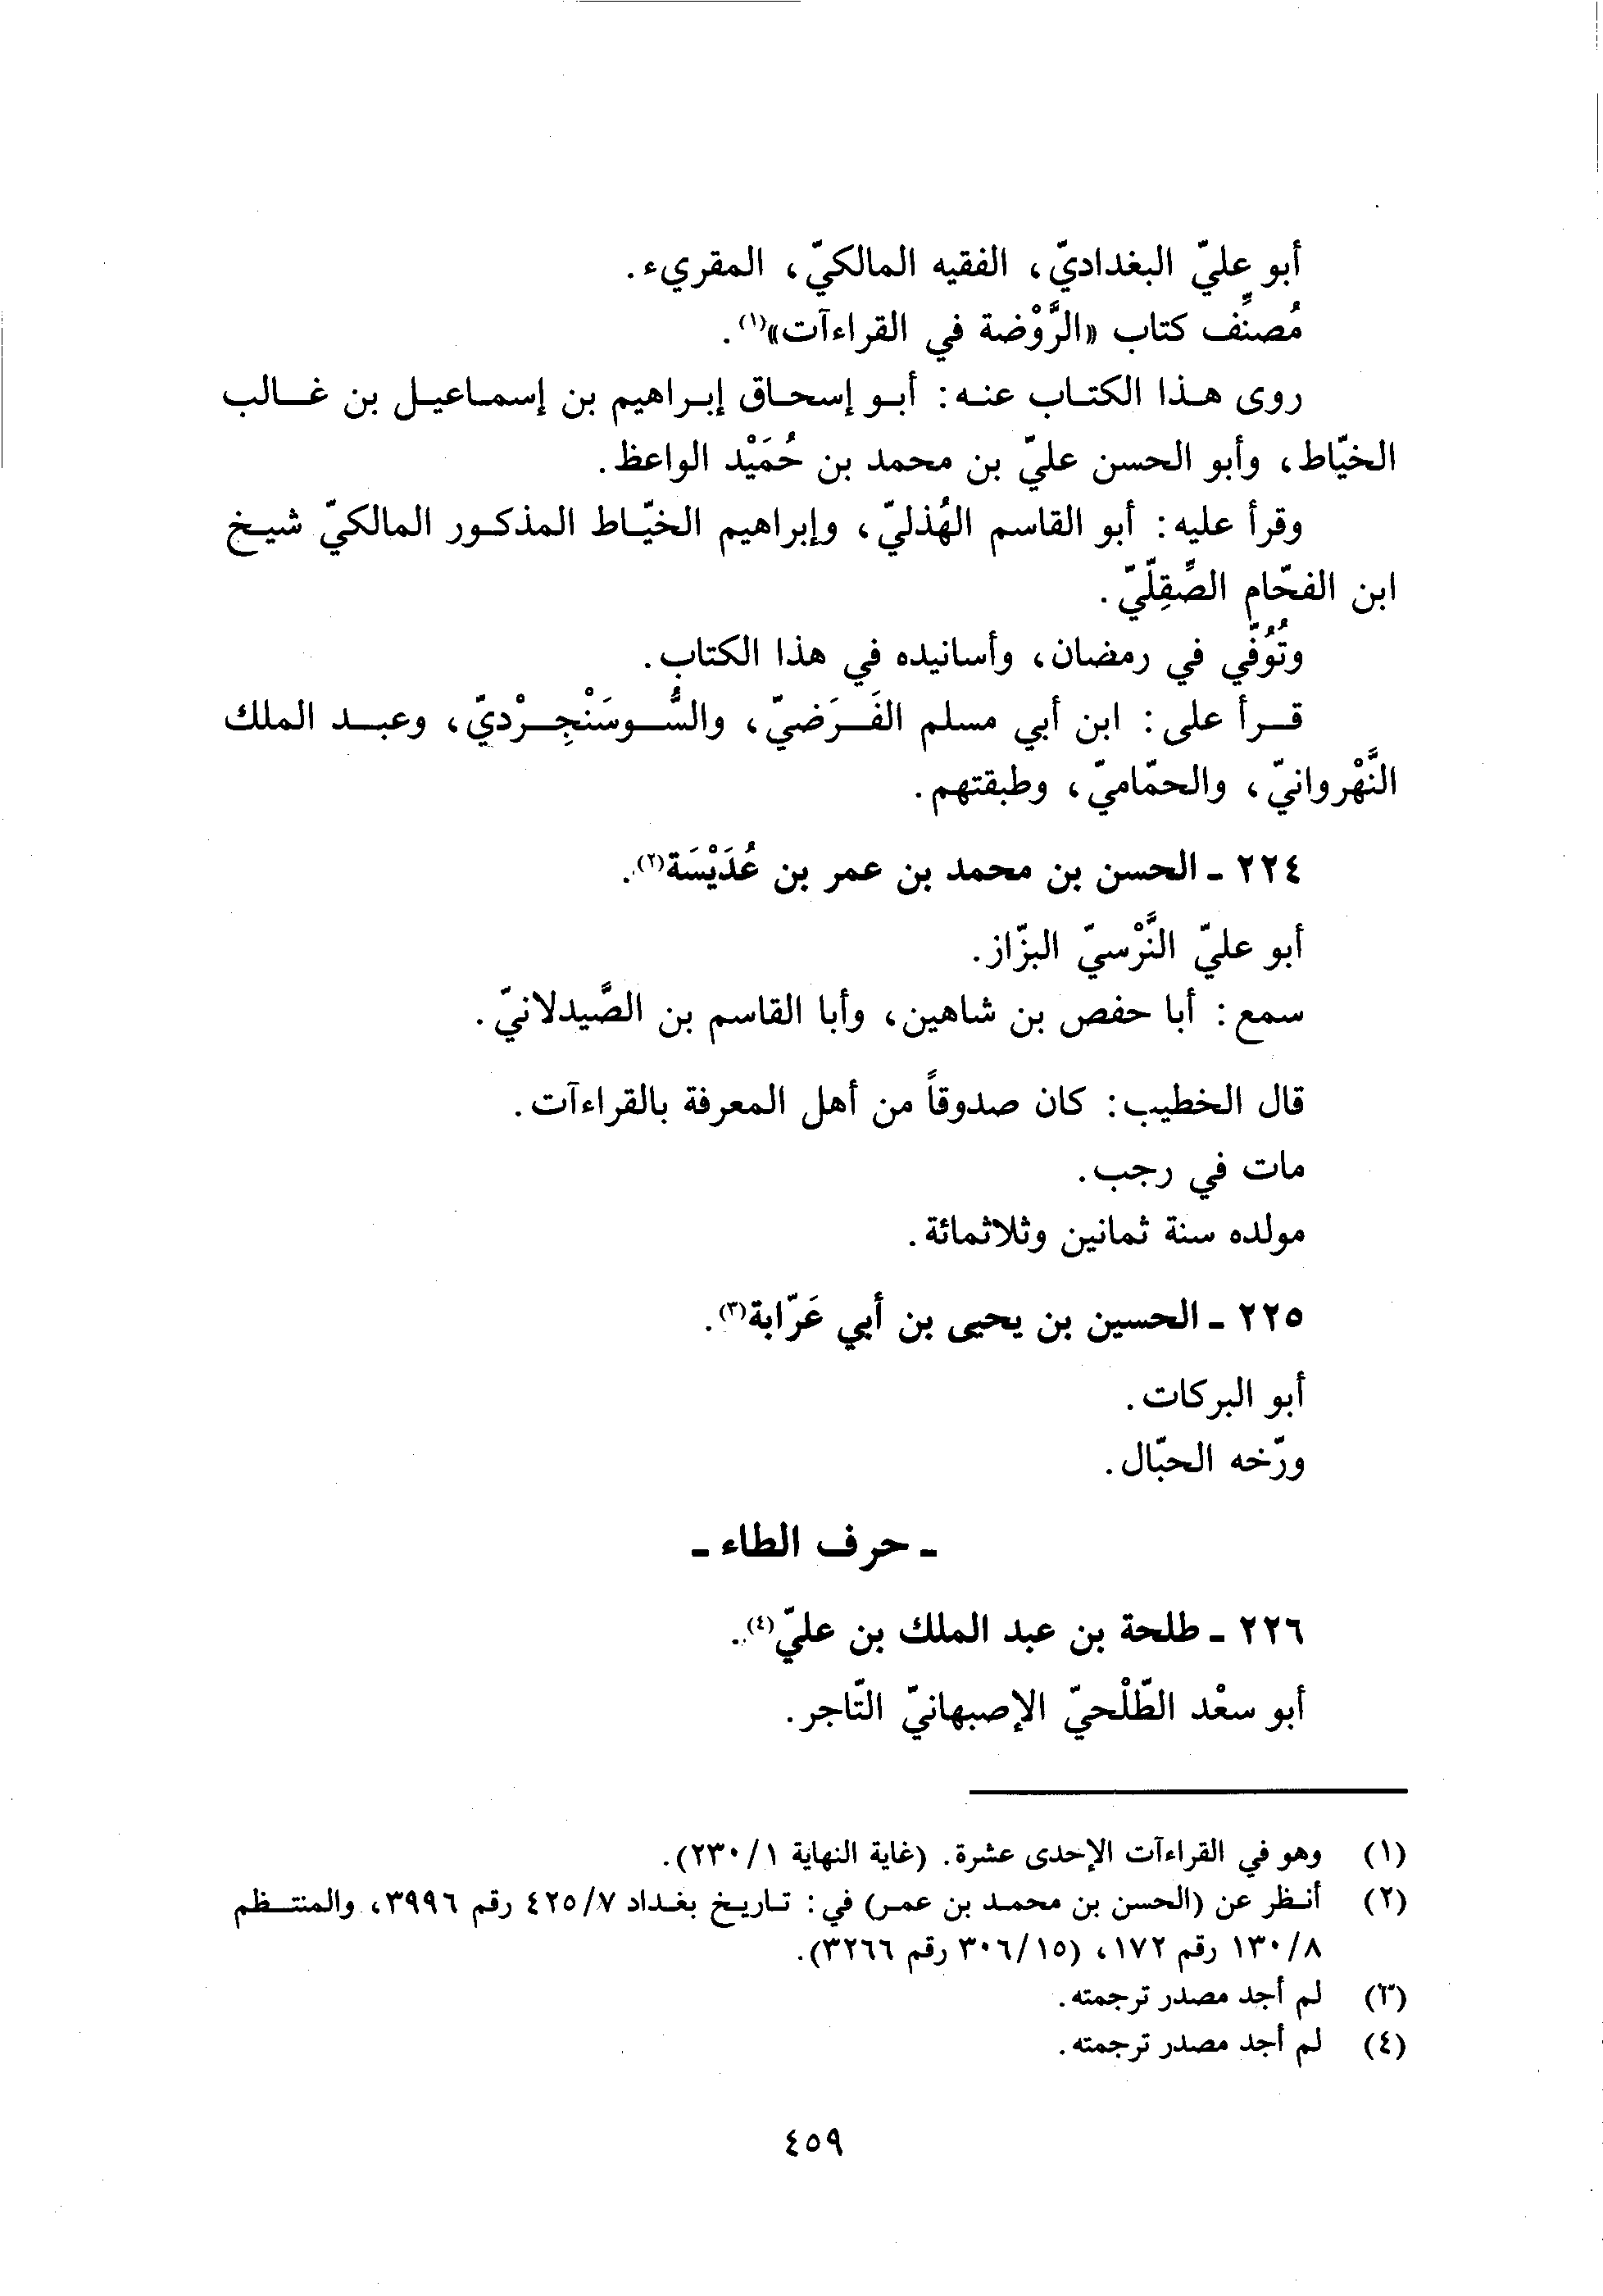 أبو عليّ البغداديّ، الفقيه المالكيّ، المقريء.
مُصنِّف كتاب «الرَّوْضة في القراءآت»(١).
روى هذا الكتاب عنه: أبو إسحاق إبراهيم بن إسماعيل بن غالب
الخيّاط، وأبو الحسن عليّ بن محمد بن حُمَيْد الواعظ.
وقرأ عليه: أبو القاسم الهُذليّ، وإبراهيم الخيّاط المذكور المالكيّ شيخ
ابن الفحّام الصِّقِلّيّ.
وتُوُفّي في رمضان، وأسانيده في هذا الكتاب.
قرأ على: ابن أبي مسلم الفَرَضيّ، والسُّوسَنْجِرْديّ، وعبد الملك
النَّهْروانيّ، والحمّاميّ، وطبقتهم.
٢٢٤ ـ الحسن بن محمد بن عمر بن عُدَيْسَة(٢).
أبو عليّ النَّرْسيّ البزّاز.
سمع: أبا حفص بن شاهين، وأبا القاسم بن الصَّيدلانيّ.
قال الخطيب: كان صدوقاً من أهل المعرفة بالقراءآت.
مات في رجب.
مولده سنة ثمانين وثلاثمائة.
٢٢٥ ـ الحسين بن يحيى بن أبي عَرّابة(٣).
أبو البركات.
ورّخه الحبّال.
ـ حرف الطاء ـ
٢٢٦ ـ طلحة بن عبد الملك بن عليّ(٤).
أبو سعْد الطّلْحيّ الإصبهانيّ التّاجر.
(١) وهو في القراءآت الإحدى عشرة. (غاية النهاية ١/٢٣٠).
(٢) أنظر عن (الحسن بن محمد بن عمر) في: تاريخ بغداد ٧/٤٢٥ رقم ٣٩٩٦، والمنتظم
٨/١٣٠ رقم ١٧٢، (١٥/٣٠٦ رقم ٣٢٦٦).
(٣) لم أجد مصدر ترجمته.
(٤) لم أجد مصدر ترجمته.
٤٥٩